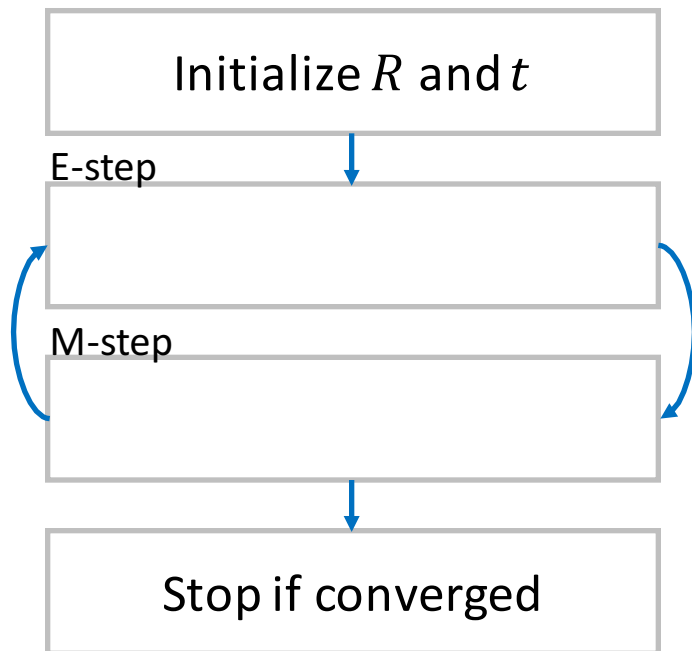 Initialize R and t
E-step
M-step
Stop if converged